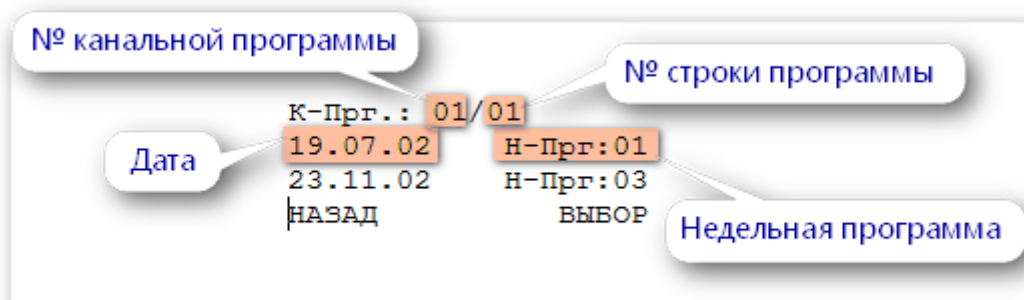 № канальной программы
№ строки программы
К-Прг.: 01/01
Дата
19.07.02 Н-Прг:01
23.11.02 Н-Прг:03
НАЗАД ВЫБОР
Недельная программа